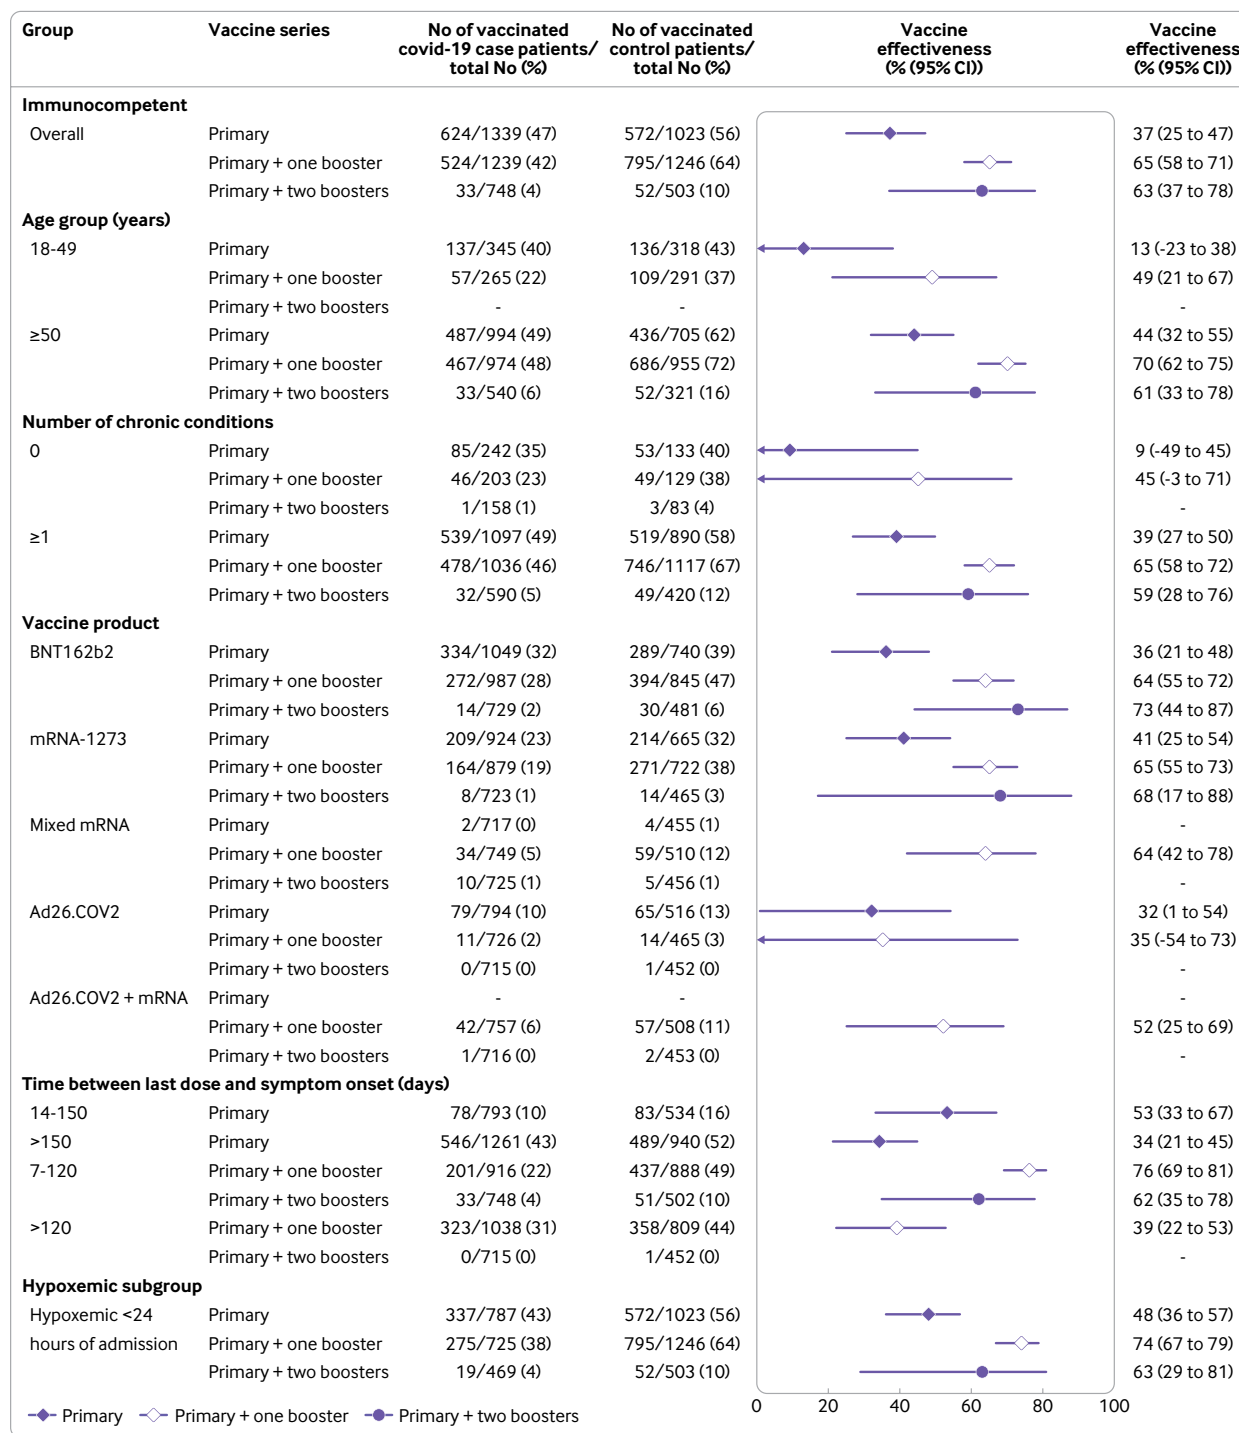 Group Vaccine series No of vaccinated covid-19 case patients/ total No (%) No of vaccinated control patients/ total No (%) Vaccine effectiveness (% (95% CI)) Vaccine effectiveness (% (95% CI))
Immunocompetent
Overall Primary 624/1339 (47) 572/1023 (56) 37 (25 to 47)
Primary + one booster 524/1239 (42) 795/1246 (64) 65 (58 to 71)
Primary + two boosters 33/748 (4) 52/503 (10) 63 (37 to 78)
Age group (years)
18-49 Primary 137/345 (40) 136/318 (43) 13 (-23 to 38)
Primary + one booster 57/265 (22) 109/291 (37) 49 (21 to 67)
Primary + two boosters - - -
≥50 Primary 487/994 (49) 436/705 (62) 44 (32 to 55)
Primary + one booster 467/974 (48) 686/955 (72) 70 (62 to 75)
Primary + two boosters 33/540 (6) 52/321 (16) 61 (33 to 78)
Number of chronic conditions
0 Primary 85/242 (35) 53/133 (40) 9 (-49 to 45)
Primary + one booster 46/203 (23) 49/129 (38) 45 (-3 to 71)
Primary + two boosters 1/158 (1) 3/83 (4) -
≥1 Primary 539/1097 (49) 519/890 (58) 39 (27 to 50)
Primary + one booster 478/1036 (46) 746/1117 (67) 65 (58 to 72)
Primary + two boosters 32/590 (5) 49/420 (12) 59 (28 to 76)
Vaccine product
BNT162b2 Primary 334/1049 (32) 289/740 (39) 36 (21 to 48)
Primary + one booster 272/987 (28) 394/845 (47) 64 (55 to 72)
Primary + two boosters 14/729 (2) 30/481 (6) 73 (44 to 87)
mRNA-1273 Primary 209/924 (23) 214/665 (32) 41 (25 to 54)
Primary + one booster 164/879 (19) 271/722 (38) 65 (55 to 73)
Primary + two boosters 8/723 (1) 14/465 (3) 68 (17 to 88)
Mixed mRNA Primary 2/717 (0) 4/455 (1) -
Primary + one booster 34/749 (5) 59/510 (12) 64 (42 to 78)
Primary + two boosters 10/725 (1) 5/456 (1) -
Ad26.COV2 Primary 79/794 (10) 65/516 (13) 32 (1 to 54)
Primary + one booster 11/726 (2) 14/465 (3) 35 (-54 to 73)
Primary + two boosters 0/715 (0) 1/452 (0) -
Ad26.COV2 + mRNA Primary - - -
Primary + one booster 42/757 (6) 57/508 (11) 52 (25 to 69)
Primary + two boosters 1/716 (0) 2/453 (0) -
Time between last dose and symptom onset (days)
14-150 Primary 78/793 (10) 83/534 (16) 53 (33 to 67)
>150 Primary 546/1261 (43) 489/940 (52) 34 (21 to 45)
7-120 Primary + one booster 201/916 (22) 437/888 (49) 76 (69 to 81)
Primary + two boosters 33/748 (4) 51/502 (10) 62 (35 to 78)
>120 Primary + one booster 323/1038 (31) 358/809 (44) 39 (22 to 53)
Primary + two boosters 0/715 (0) 1/452 (0) -
Hypoxemic subgroup
Hypoxemic <24 Primary 337/787 (43) 572/1023 (56) 48 (36 to 57)
hours of admission Primary + one booster 275/725 (38) 795/1246 (64) 74 (67 to 79)
Primary + two boosters 19/469 (4) 52/503 (10) 63 (29 to 81)
0 20 40 60 80 100
Primary Primary + one booster Primary + two boosters